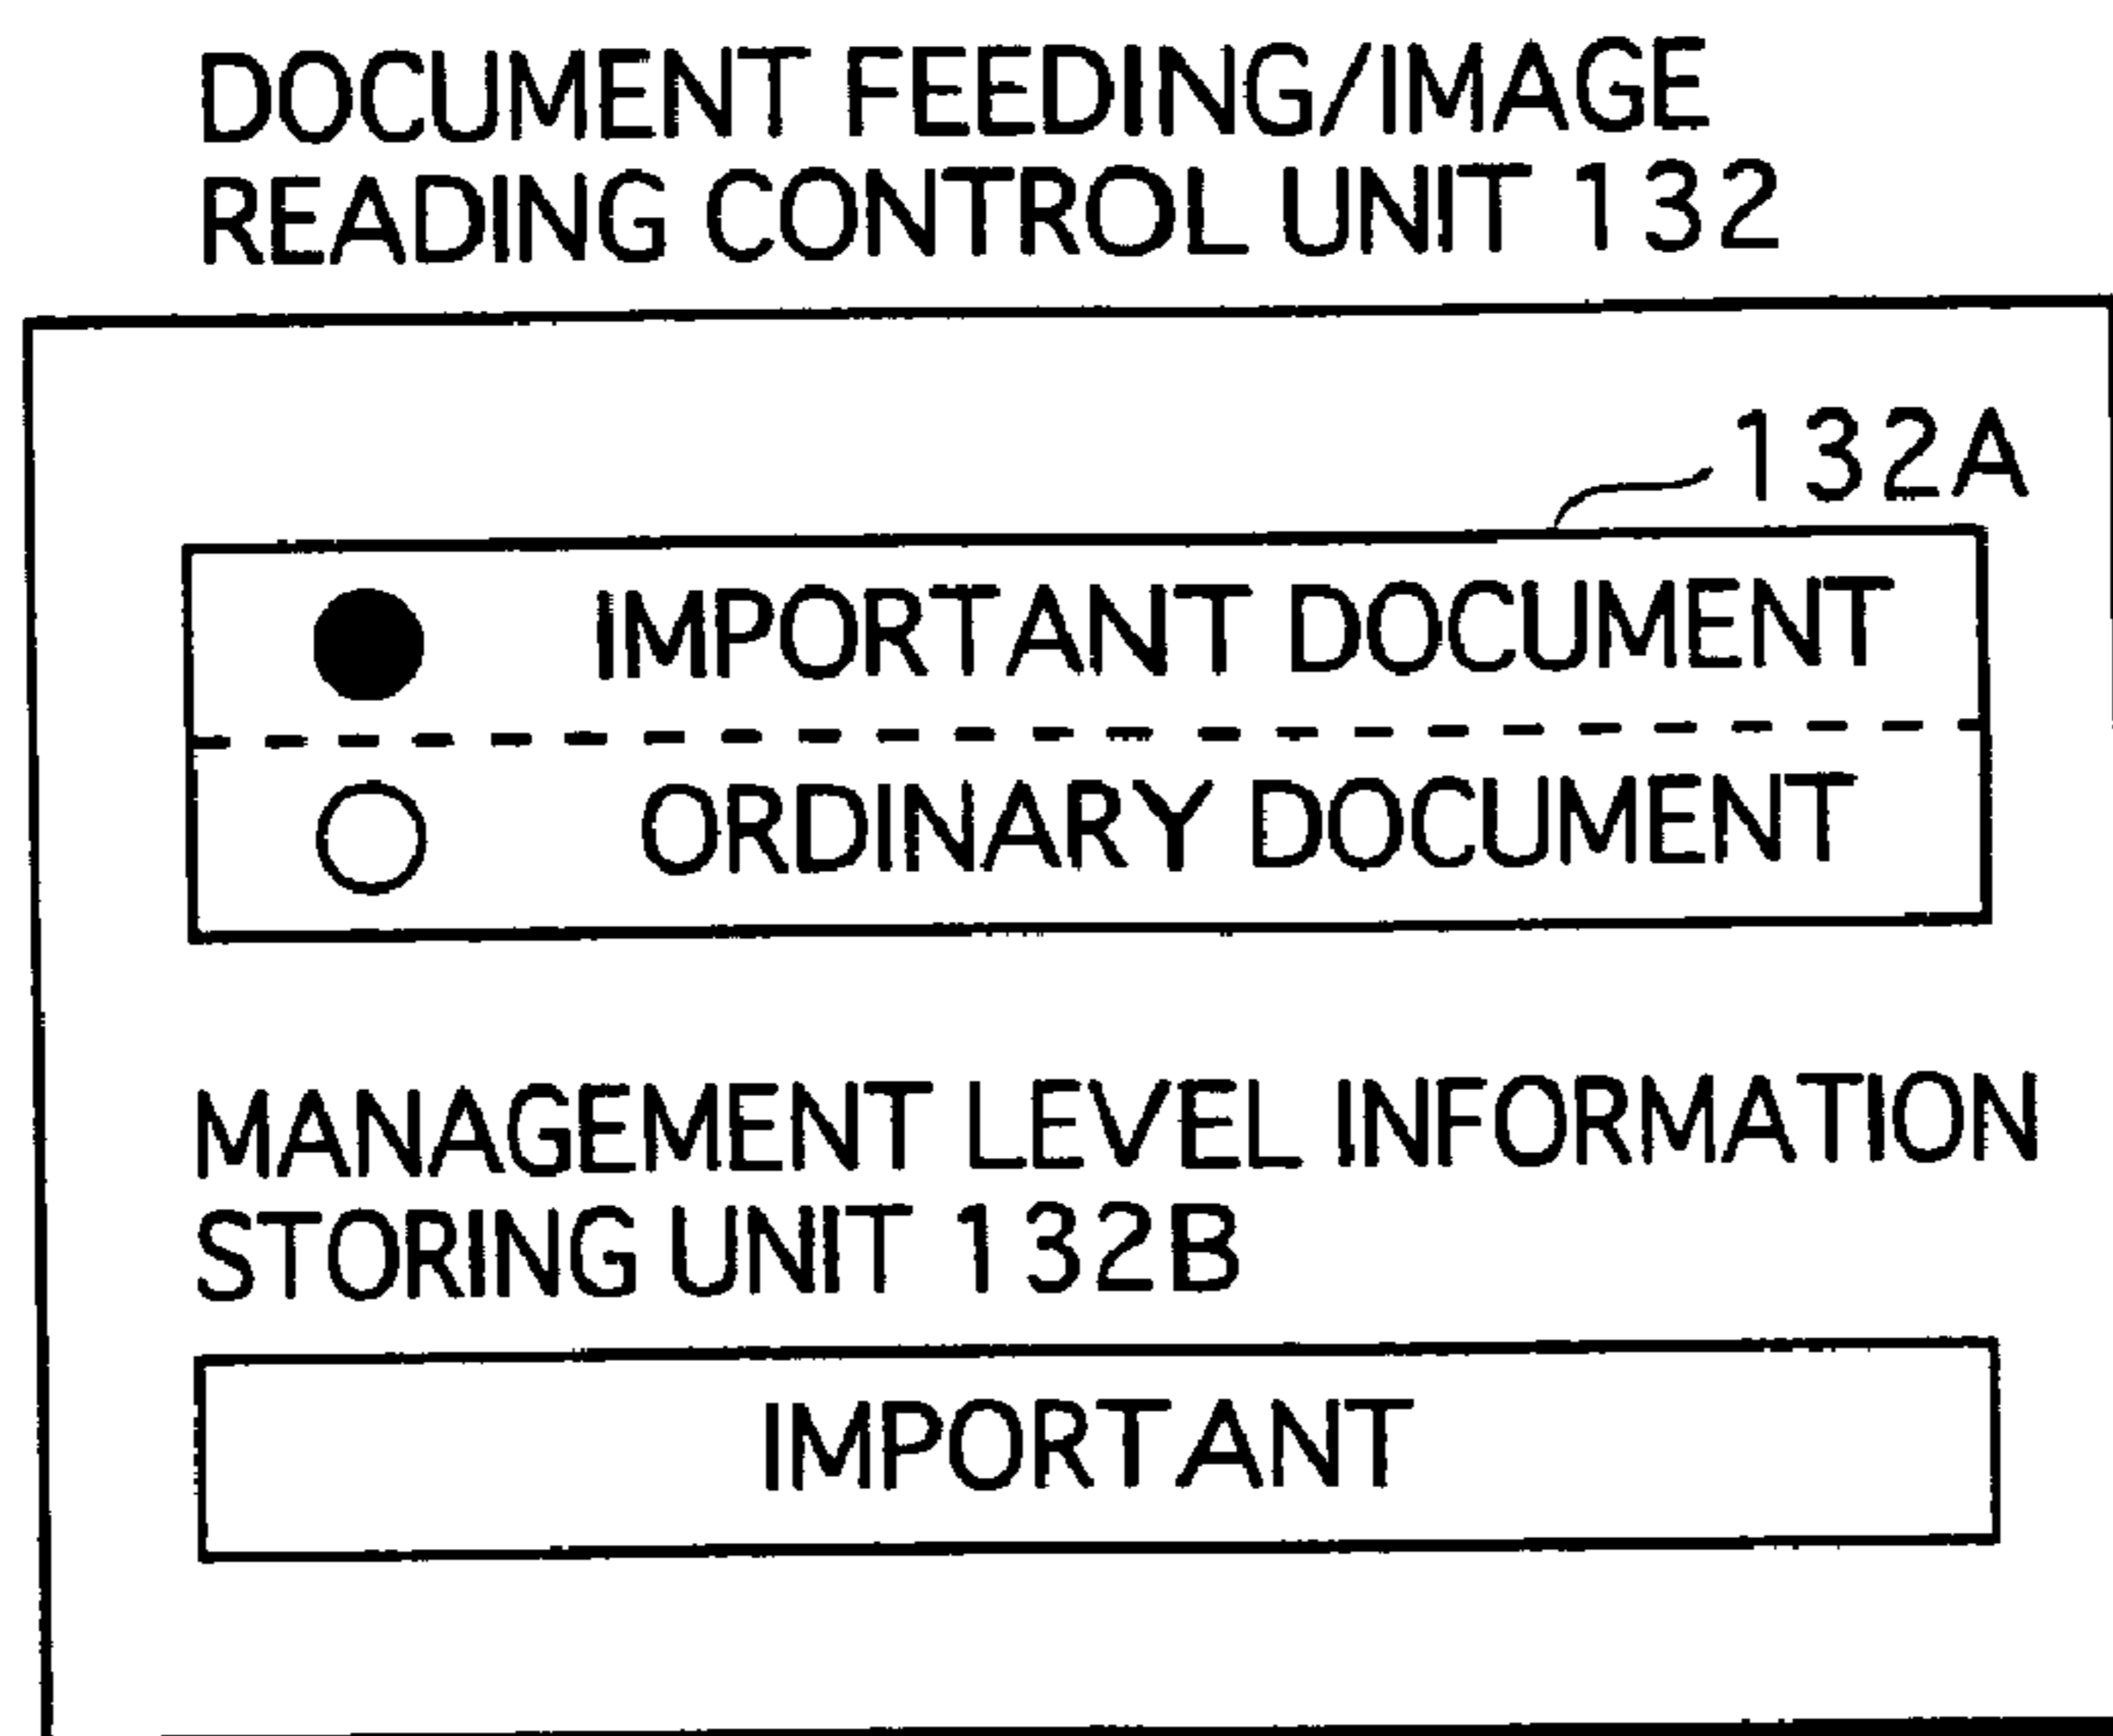 DOCUMENT FEEDING/IMAGE
READING CONTROL UNIT 132
132A
IMPORTANT DOCUMENT
ORDINARY DOCUMENT
MANAGEMENT LEVEL INFORMATION
STORING UNIT 132B
IMPORTANT